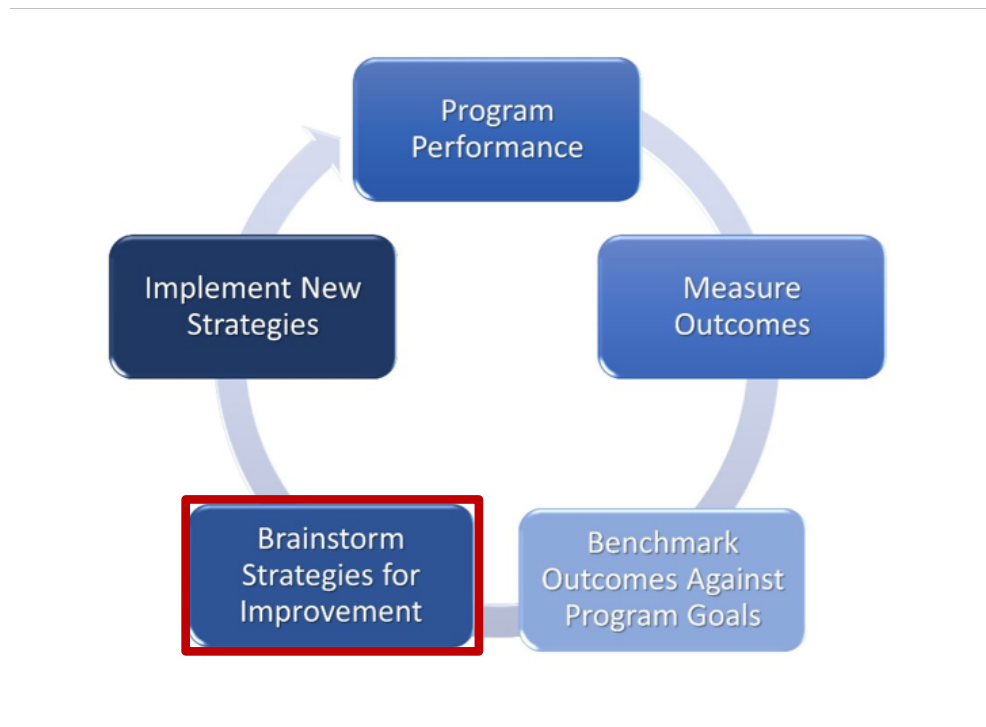 Program
Performance
Measure
Outcomes
Benchmark
Outcomes Against
Program Goals
Brainstorm
Strategies for
Improvement
Implement New
Strategies